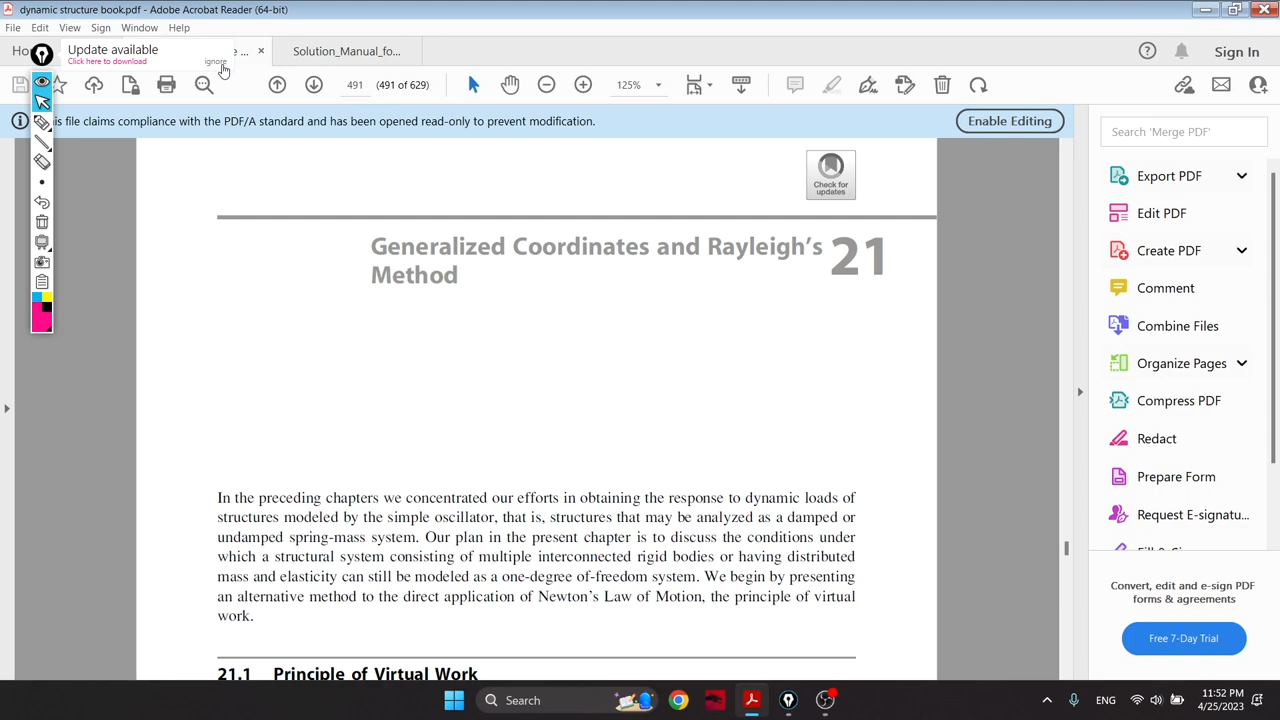 dynamic structure book.pdf - Adobe Acrobat Reader (64-bit)
File Edit View Sign Window Help
Update available
Click here to download ignore
Solution_Manual_fo...
Sign In
491 (491 of 629) 125%
is file claims compliance with the PDF/A standard and has been opened read-only to prevent modification.
Enable Editing
Search 'Merge PDF'
Check for
updates
Generalized Coordinates and Rayleigh's
Method
21
In the preceding chapters we concentrated our efforts in obtaining the response to dynamic loads of
structures modeled by the simple oscillator, that is, structures that may be analyzed as a damped or
undamped spring-mass system. Our plan in the present chapter is to discuss the conditions under
which a structural system consisting of multiple interconnected rigid bodies or having distributed
mass and elasticity can still be modeled as a one-degree of-freedom system. We begin by presenting
an alternative method to the direct application of Newton's Law of Motion, the principle of virtual
work.
21.1 Principle of Virtual Work
Export PDF
Edit PDF
Create PDF
Comment
Combine Files
Organize Pages
Compress PDF
Redact
Prepare Form
Request E-signatu...
Convert, edit and e-sign PDF
forms & agreements
Free 7-Day Trial
Search
ENG
11:52 PM
4/25/2023